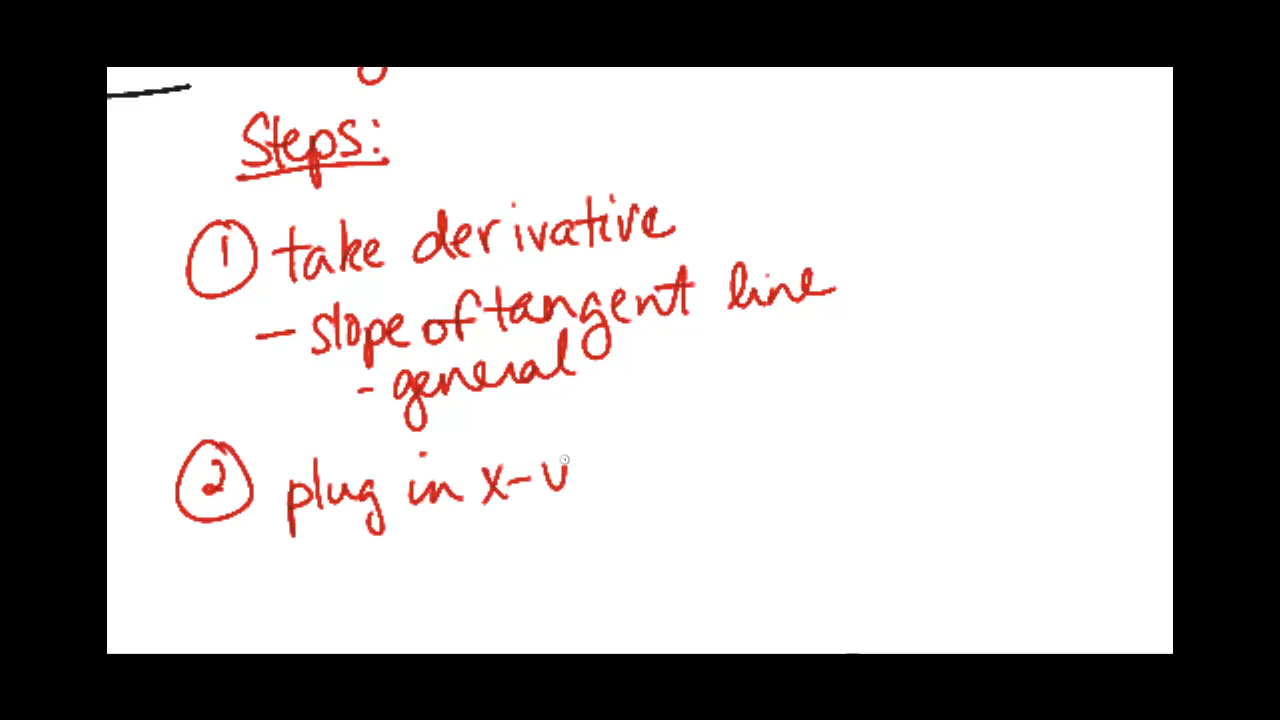 Steps:
① take derivative
- slope of tangent line
- general
② plug in x-v